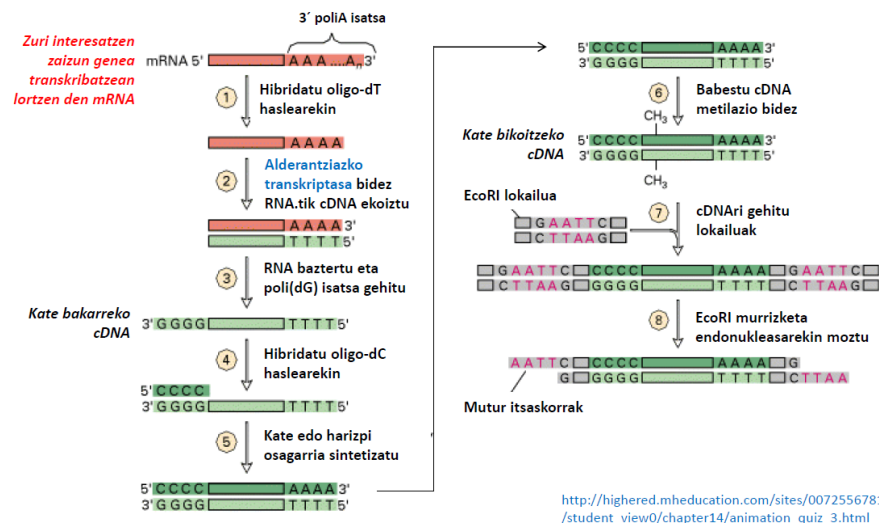 3´ poliA isatsa
Zuri interesatzen
zaizun genea
transkribatzean
lortzen den mRNA
mRNA 5' A A A ....Aₙ3'
1
Hibridatu oligo-dT
haslearekin
A A A A
2
Alderantziazko
transkriptasa bidez
RNA.tik cDNA ekoiztu
A A A A 3'
T T T T 5'
3
RNA baztertu eta
poli(dG) isatsa gehitu
Kate bakarreko
cDNA
3' G G G G T T T T 5'
4
Hibridatu oligo-dC
haslearekin
5' C C C C
3' G G G G T T T T 5'
5
Kate edo harizpi
osagarria sintetizatu
5' C C C C A A A A 3'
3' G G G G T T T T 5'
5' C C C C A A A A 3'
3' G G G G T T T T 5'
6
Babestu cDNA
metilazio bidez
CH₃
Kate bikoitzeko
cDNA
5' C C C C A A A A 3'
3' G G G G T T T T 5'
CH₃
EcoRI lokailua
G A A T T C
C T T A A G
7
cDNAri gehitu
lokailuak
G A A T T C C C C C A A A A G A A T T C
C T T A A G G G G G T T T T C T T A A G
8
EcoRI murrizketa
endonukleasarekin moztu
A A T T C C C C C A A A A G
G G G G G T T T T C T T A A
Mutur itsaskorrak
http://highered.mheducation.com/sites/0072556781
/student_view0/chapter14/animation_quiz_3.html